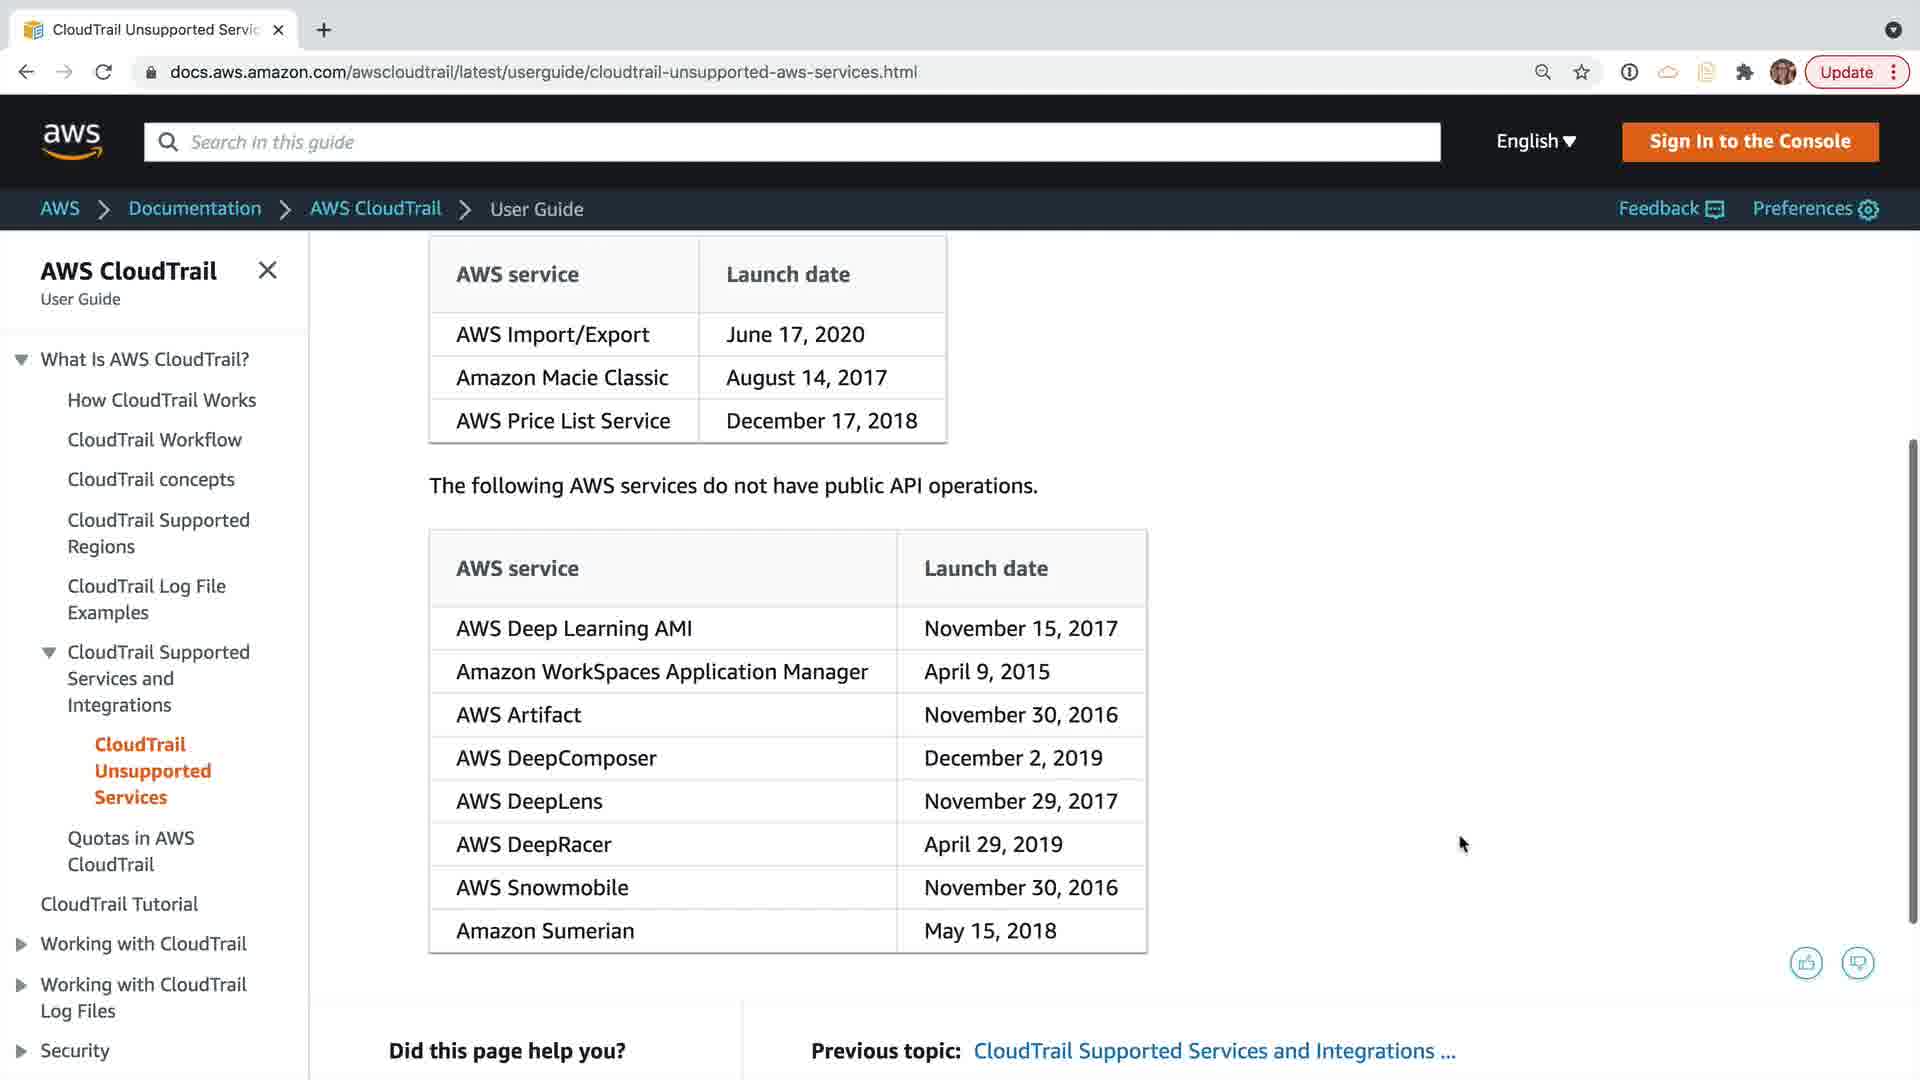 CloudTrail Unsupported Servic
docs.aws.amazon.com/awscloudtrail/latest/userguide/cloudtrail-unsupported-aws-services.html
Update
aws
Search in this guide
English
Sign In to the Console
AWS
Documentation
AWS CloudTrail
User Guide
Feedback
Preferences
AWS CloudTrail
User Guide
What Is AWS CloudTrail?
How CloudTrail Works
CloudTrail Workflow
CloudTrail concepts
CloudTrail Supported
Regions
CloudTrail Log File
Examples
CloudTrail Supported
Services and
Integrations
CloudTrail
Unsupported
Services
Quotas in AWS
CloudTrail
CloudTrail Tutorial
Working with CloudTrail
Working with CloudTrail
Log Files
Security
AWS service Launch date
AWS Import/Export June 17, 2020
Amazon Macie Classic August 14, 2017
AWS Price List Service December 17, 2018
The following AWS services do not have public API operations.
AWS service Launch date
AWS Deep Learning AMI November 15, 2017
Amazon WorkSpaces Application Manager April 9, 2015
AWS Artifact November 30, 2016
AWS DeepComposer December 2, 2019
AWS DeepLens November 29, 2017
AWS DeepRacer April 29, 2019
AWS Snowmobile November 30, 2016
Amazon Sumerian May 15, 2018
Did this page help you?
Previous topic: CloudTrail Supported Services and Integrations ...